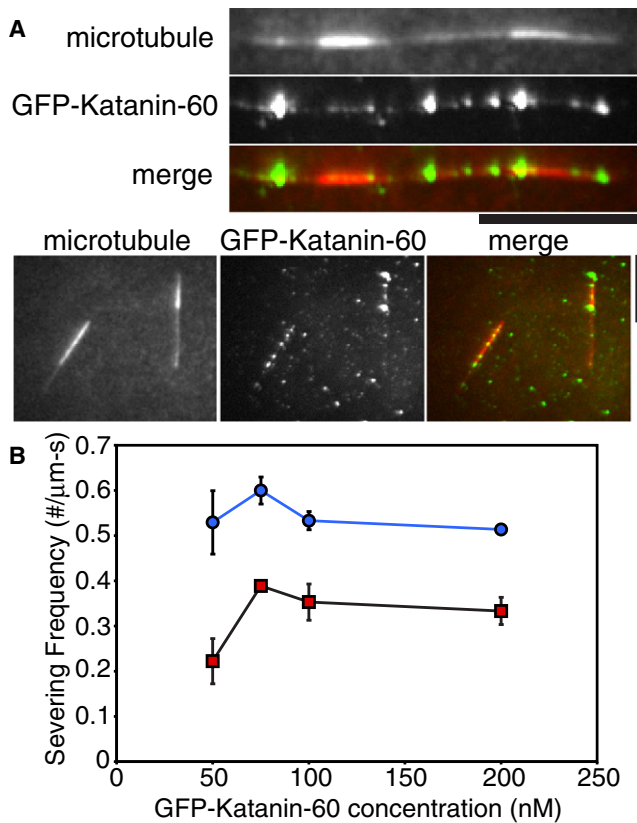 A
microtubule
GFP-Katanin-60
merge
microtubule GFP-Katanin-60 merge
B
Severing Frequency (#/μm-s)
0.7
0.6
0.5
0.4
0.3
0.2
0.1
0
0 50 100 150 200 250
GFP-Katanin-60 concentration (nM)